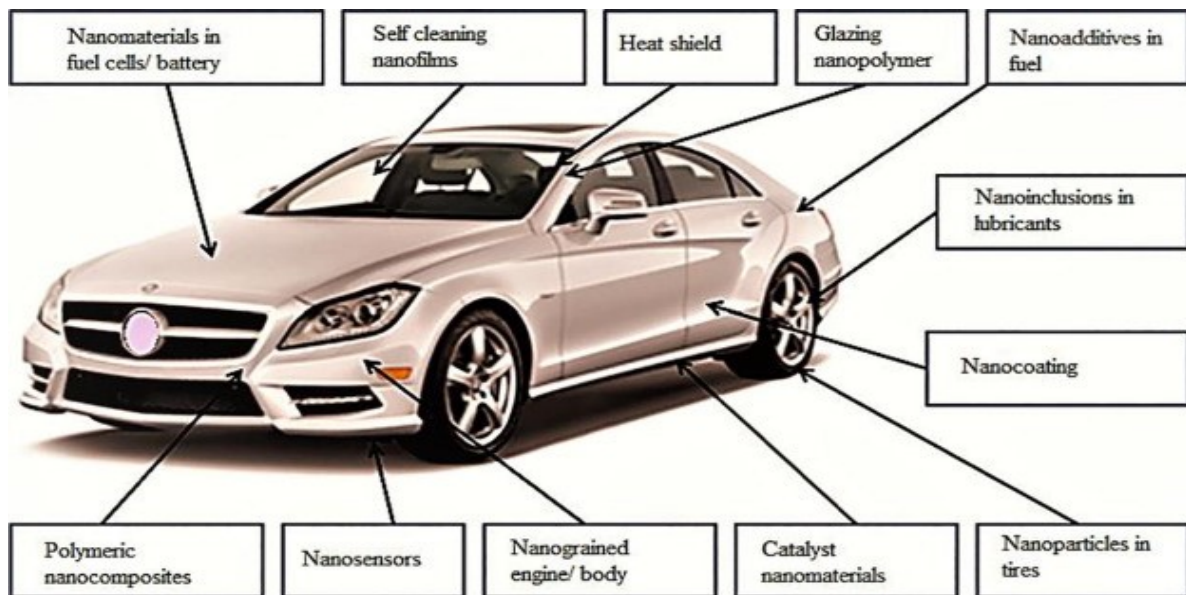 Nanomaterials in
fuel cells/ battery
Self cleaning
nanofilms
Heat shield
Glazing
nanopolymer
Nanoadditives in
fuel
Nanoinclusions in
lubricants
Nanocoating
Polymeric
nanocomposites
Nanosensors
Nanograined
engine/ body
Catalyst
nanomaterials
Nanoparticles in
tires